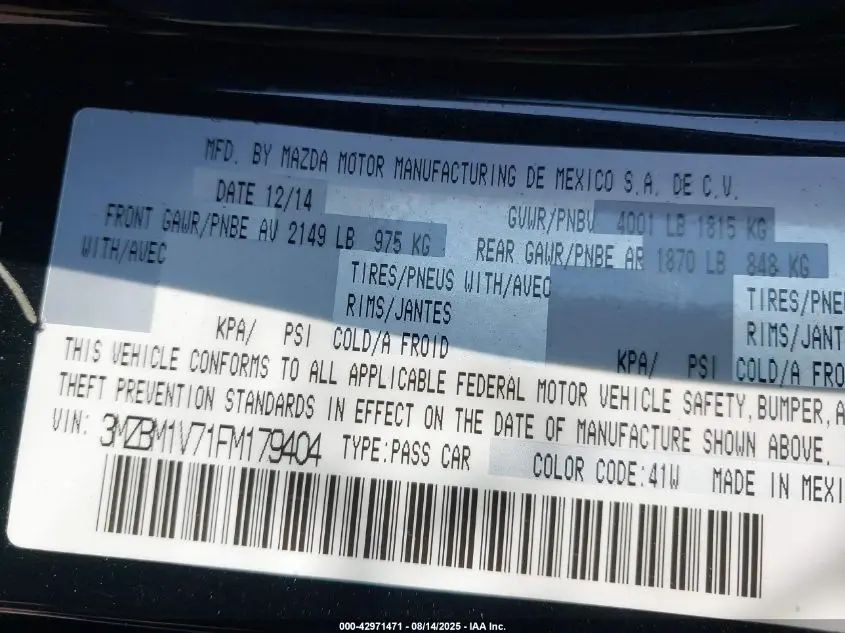 MFD. BY MAZDA MOTOR MANUFACTURING DE MEXICO S.A. DE C.V.
DATE 12/14
GVWR/PNBV 4001 LB 1815 KG
FRONT GAWR/PNBE AV 2149 LB 975 KG
REAR GAWR/PNBE AR 1870 LB 848 KG
WITH/AVEC
TIRES/PNEUS WITH/AVEC
TIRES/PNE
RIMS/JANTES
RIMS/JANT
KPA/ PSI COLD/A FROID
KPA/ PSI COLD/A FRO
THIS VEHICLE CONFORMS TO ALL APPLICABLE FEDERAL MOTOR VEHICLE SAFETY, BUMPER, A
THEFT PREVENTION STANDARDS IN EFFECT ON THE DATE OF MANUFACTURE SHOWN ABOVE.
VIN: 3MZBM1V71FM179404 TYPE:PASS CAR COLOR CODE:41W MADE IN MEXI
000-42971471 - 08/14/2025 - IAA Inc.